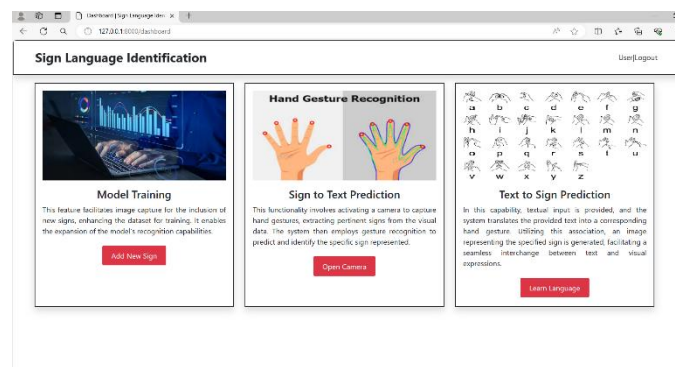 Dashboard | Sign Language Iden
127.0.0.1:8000/dashboard
Sign Language Identification
User|Logout
Hand Gesture Recognition
a b c d e f g
h i j k l m n
o p q r s t u
v w x y z
Model Training
This feature facilitates image capture for the inclusion of
new signs, enhancing the dataset for training. It enables
the expansion of the model's recognition capabilities.
Add New Sign
Sign to Text Prediction
This functionality involves activating a camera to capture
hand gestures, extracting pertinent signs from the visual
data. The system then employs gesture recognition to
predict and identify the specific sign represented.
Open Camera
Text to Sign Prediction
In this capability, textual input is provided, and the
system translates the provided text into a corresponding
hand gesture. Utilizing this association, an image
representing the specified sign is generated, facilitating a
seamless interchange between text and visual
expressions.
Learn Language